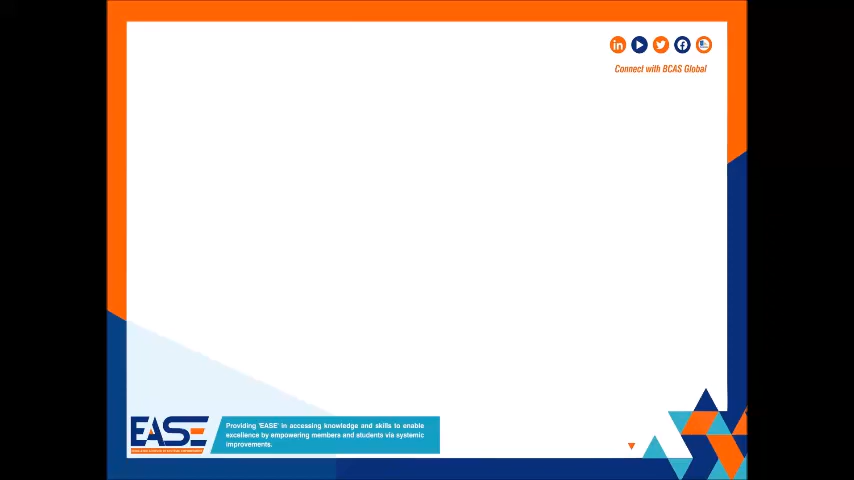 in
Connect with BCAS Global
EASE
Providing 'EASE' in accessing knowledge and skills to enable
excellence by empowering members and students via systemic
improvements.